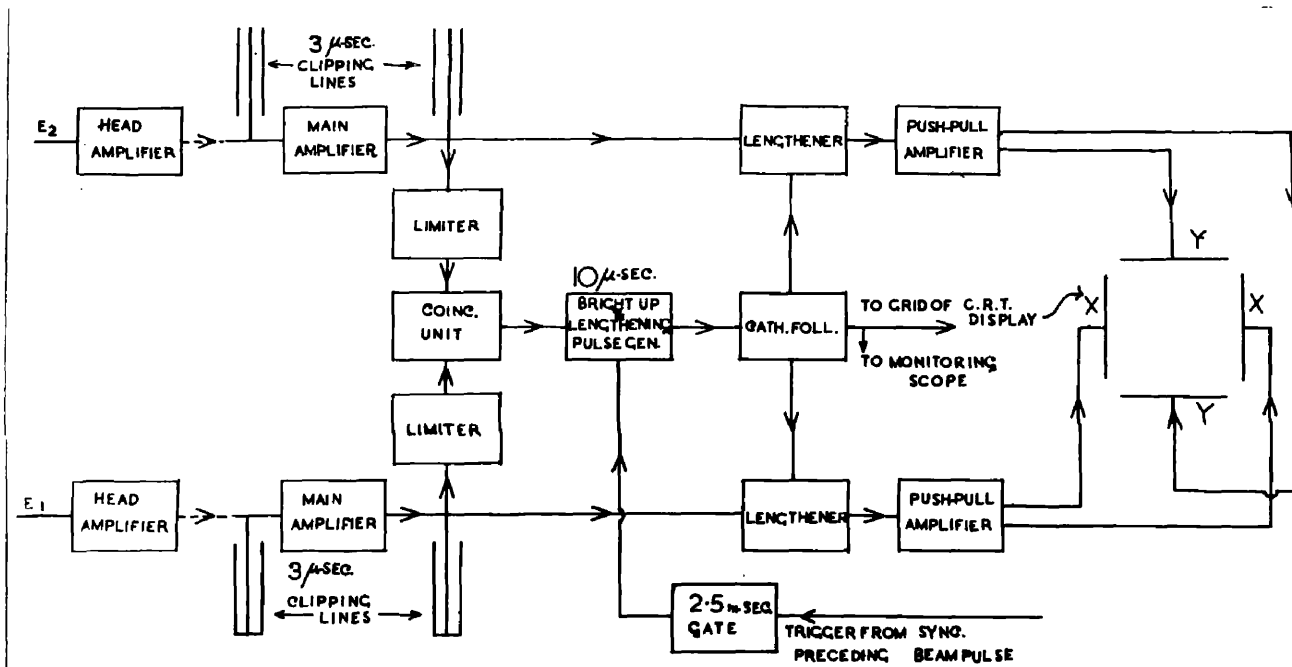 3 μ-SEC.
CLIPPING
LINES
E2
HEAD
AMPLIFIER
MAIN
AMPLIFIER
LENGTHENER
PUSH-PULL
AMPLIFIER
LIMITER
Y
10 μ-SEC.
BRIGHT UP
&
LENGTHENING
PULSE GEN.
COINC.
UNIT
CATH. FOLL.
TO GRID OF C.R.T.
DISPLAY
TO MONITORING
SCOPE
X
X
LIMITER
Y
E1
HEAD
AMPLIFIER
MAIN
AMPLIFIER
LENGTHENER
PUSH-PULL
AMPLIFIER
3 μ-SEC.
CLIPPING
LINES
2·5 m SEC.
GATE
TRIGGER FROM SYNC.
PRECEDING BEAM PULSE